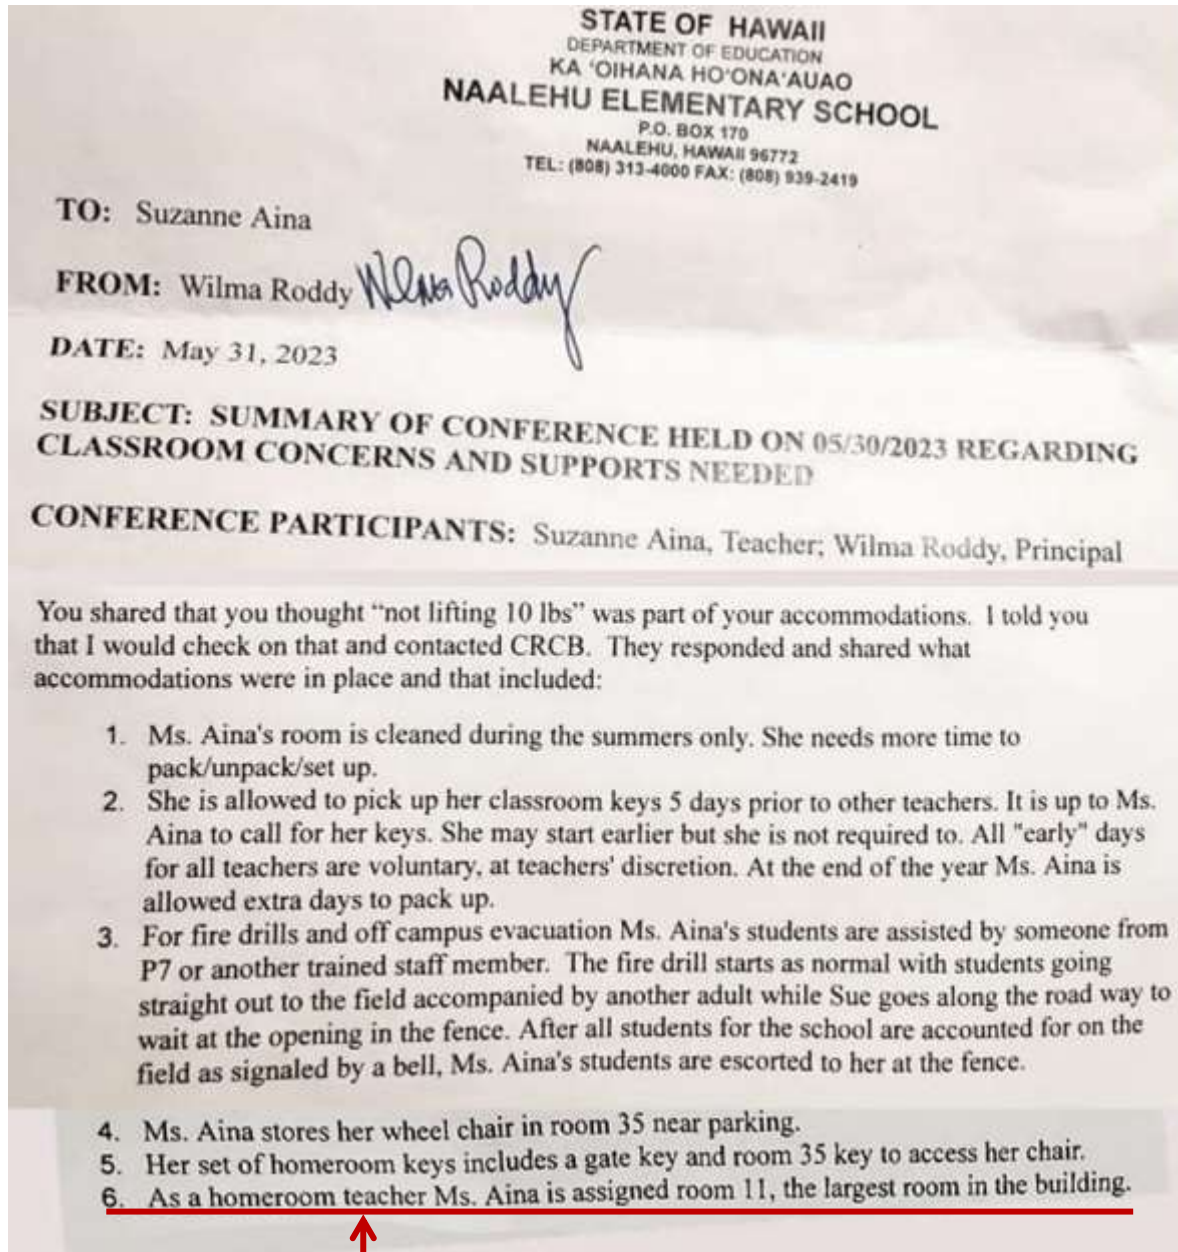 STATE OF HAWAII
DEPARTMENT OF EDUCATION
KA 'OIHANA HO'ONA'AUAO
NAALEHU ELEMENTARY SCHOOL
P.O. BOX 170
NAALEHU, HAWAII 96772
TEL: (808) 313-4000 FAX: (808) 939-2419
TO: Suzanne Aina
FROM: Wilma Roddy Wilma Roddy
DATE: May 31, 2023
SUBJECT: SUMMARY OF CONFERENCE HELD ON 05/30/2023 REGARDING
CLASSROOM CONCERNS AND SUPPORTS NEEDED
CONFERENCE PARTICIPANTS: Suzanne Aina, Teacher; Wilma Roddy, Principal
You shared that you thought “not lifting 10 lbs” was part of your accommodations. I told you
that I would check on that and contacted CRCB. They responded and shared what
accommodations were in place and that included:
1. Ms. Aina's room is cleaned during the summers only. She needs more time to
pack/unpack/set up.
2. She is allowed to pick up her classroom keys 5 days prior to other teachers. It is up to Ms.
Aina to call for her keys. She may start earlier but she is not required to. All "early" days
for all teachers are voluntary, at teachers' discretion. At the end of the year Ms. Aina is
allowed extra days to pack up.
3. For fire drills and off campus evacuation Ms. Aina's students are assisted by someone from
P7 or another trained staff member. The fire drill starts as normal with students going
straight out to the field accompanied by another adult while Sue goes along the road way to
wait at the opening in the fence. After all students for the school are accounted for on the
field as signaled by a bell, Ms. Aina's students are escorted to her at the fence.
4. Ms. Aina stores her wheel chair in room 35 near parking.
5. Her set of homeroom keys includes a gate key and room 35 key to access her chair.
6. As a homeroom teacher Ms. Aina is assigned room 11, the largest room in the building.